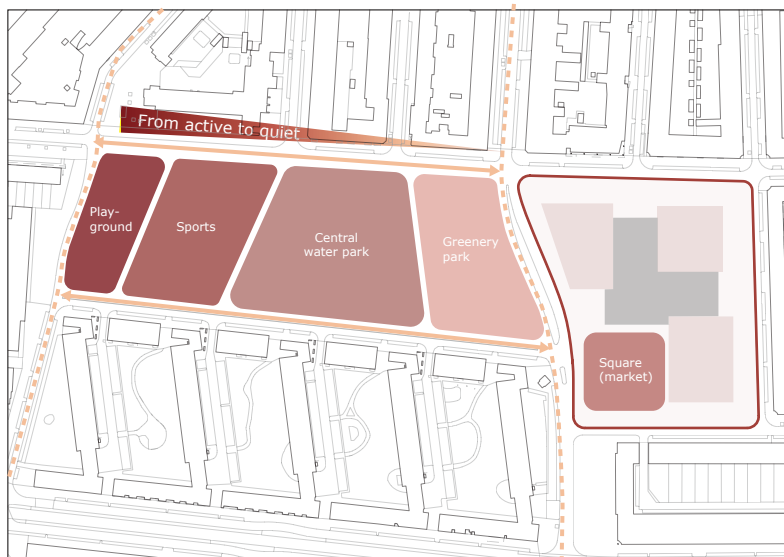 From active to quiet
Play-
ground
Sports
Central
water park
Greenery
park
Square
(market)